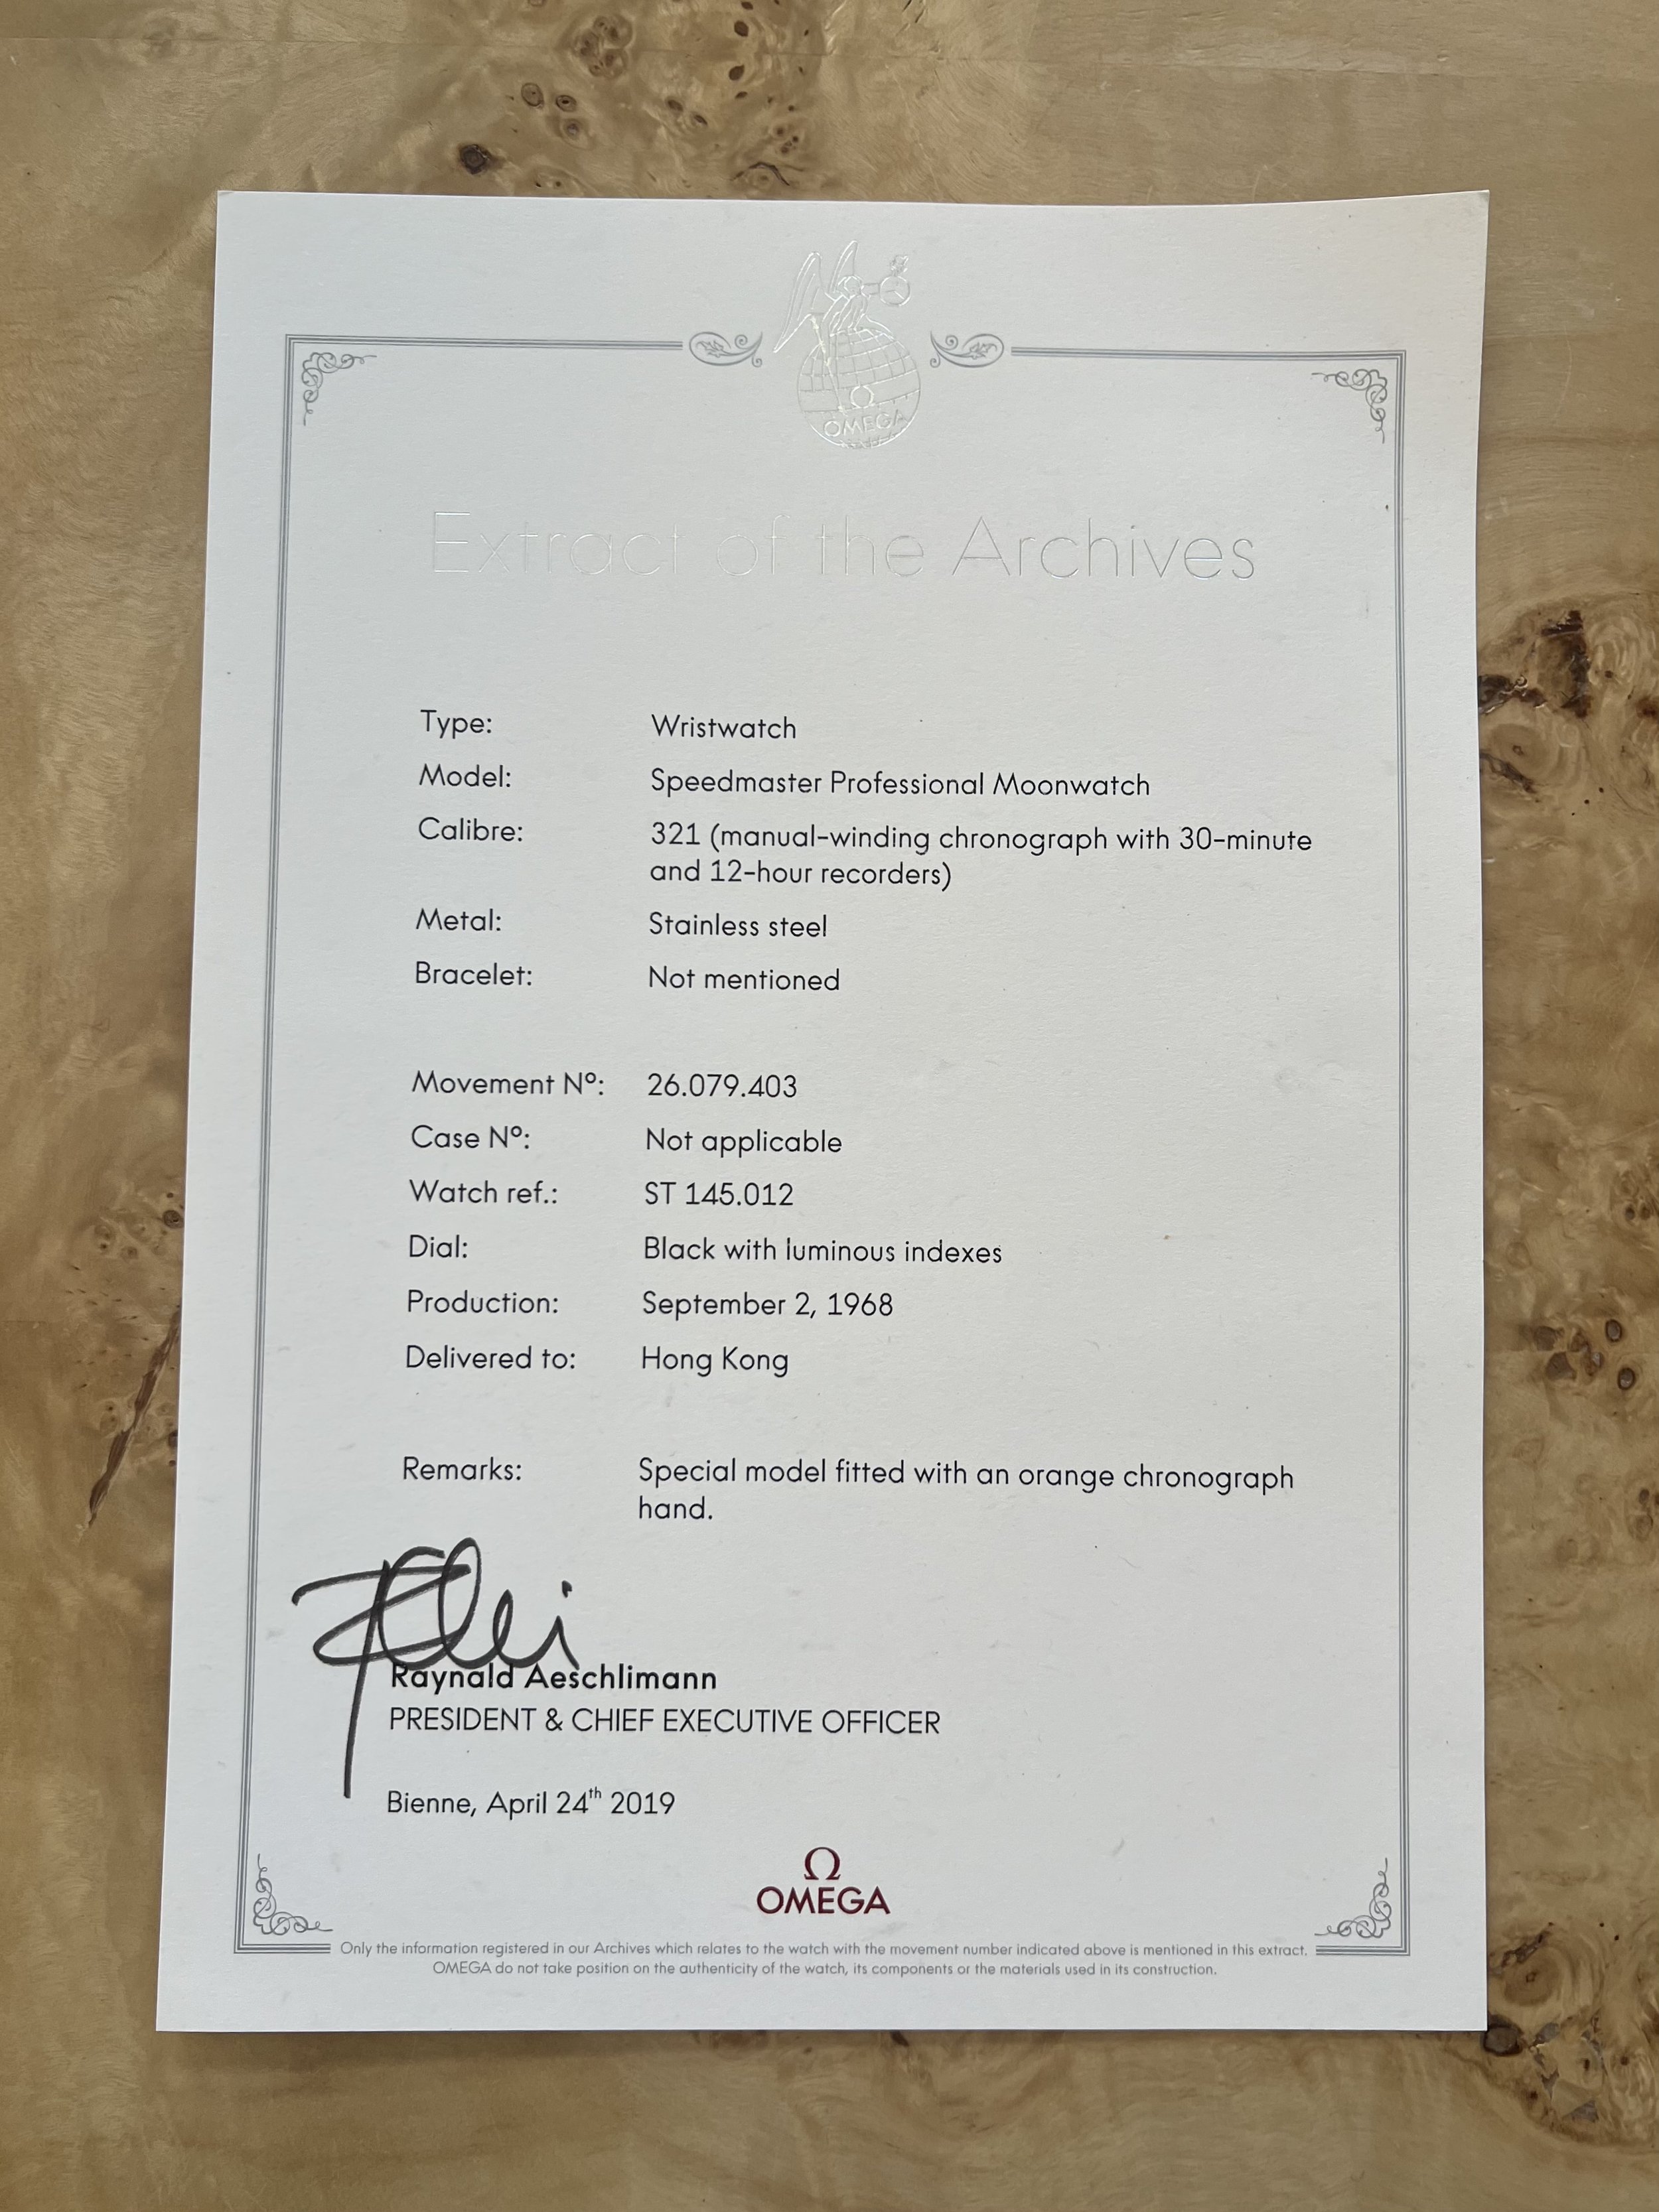 OMEGA
Extract of the Archives
Type: Wristwatch
Model: Speedmaster Professional Moonwatch
Calibre: 321 (manual-winding chronograph with 30-minute
and 12-hour recorders)
Metal: Stainless steel
Bracelet: Not mentioned
Movement Nº: 26.079.403
Case Nº: Not applicable
Watch ref.: ST 145.012
Dial: Black with luminous indexes
Production: September 2, 1968
Delivered to: Hong Kong
Remarks: Special model fitted with an orange chronograph
hand.
Raynald Aeschlimann
PRESIDENT & CHIEF EXECUTIVE OFFICER
Bienne, April 24th 2019
Ω
OMEGA
Only the information registered in our Archives which relates to the watch with the movement number indicated above is mentioned in this extract.
OMEGA do not take position on the authenticity of the watch, its components or the materials used in its construction.